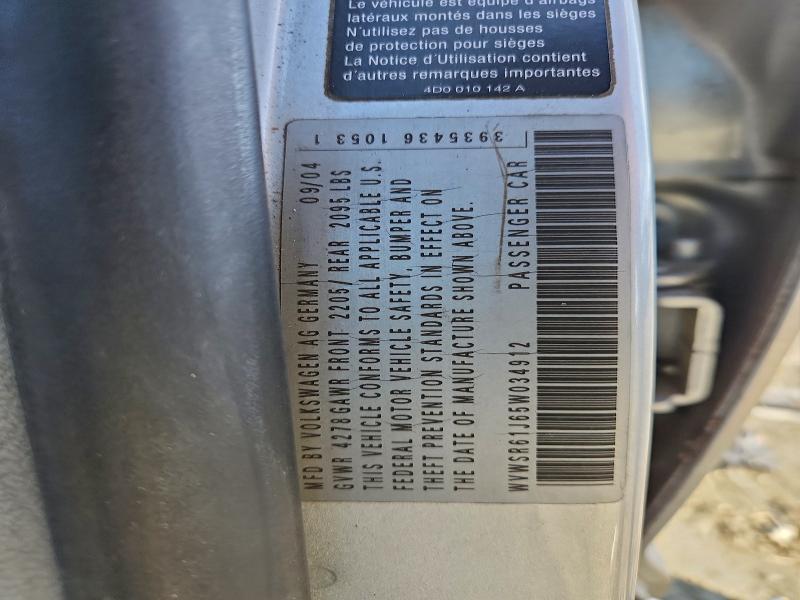 Le véhicule est équipé d'airbags
latéraux montés dans les sièges
N'utilisez pas de housses
de protection pour sièges
La Notice d'Utilisation contient
d'autres remarques importantes
4D0 010 142 A
3935436 1053 1
MFD BY VOLKSWAGEN AG GERMANY 09/04
GVWR 4278 GAWR FRONT 2205/ REAR 2095 LBS
THIS VEHICLE CONFORMS TO ALL APPLICABLE U.S.
FEDERAL MOTOR VEHICLE SAFETY, BUMPER AND
THEFT PREVENTION STANDARDS IN EFFECT ON
THE DATE OF MANUFACTURE SHOWN ABOVE.
WVWSR61J65W034912 PASSENGER CAR